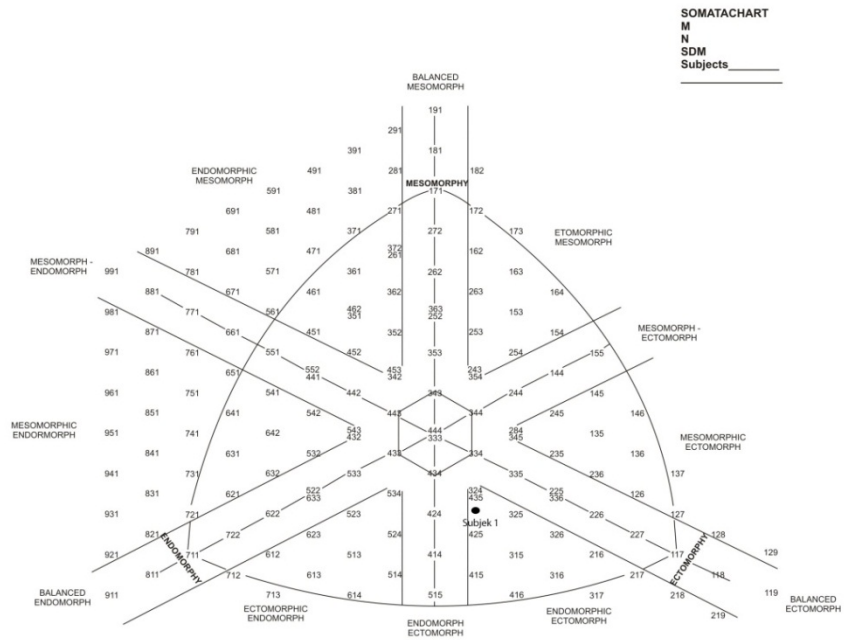 SOMATACHART
M
N
SDM
Subjects________
BALANCED
MESOMORPH
191
291
391 181
ENDOMORPHIC
MESOMORPH
491 281 182
591 381 MESOMORPHY
171
691 481 271 172
791 581 371 272 173
ETOMORPHIC
MESOMORPH
891 681 471 372
261 162
MESOMORPH -
ENDOMORPH
991 781 571 361 262 163
881 671 461 362 263 164
981 771 561 462
351 363
252 153
871 661 451 352 253 154
MESOMORPH -
ECTOMORPH
971 761 551 452 353 254 155
861 651 552
441 453
342 243
354 144
961 751 541 442 343 244 145
851 641 542 443 344 245 146
MESOMORPHIC
ENDORMORPH
951 741 642 543
432 444
333 284
345 135
MESOMORPHIC
ECTOMORPH
841 631 532 433 334 235 136
941 731 632 533 434 335 236 137
831 621 522
633 534 324
435 225
336 126
931 721 622 523 424 325 226 127
Subjek 1
821 722 623 524 425 326 227 128
921 711 612 513 414 315 216 117 129
ENDOMORPHY
ECTOMORPHY
811 712 613 514 415 316 217 118
BALANCED
ENDOMORPH
911 713 614 515 416 317 218 119
BALANCED
ECTOMORPH
ECTOMORPHIC
ENDOMORPH
ENDOMORPHIC
ECTOMORPH
219
ENDOMORPH
ECTOMORPH